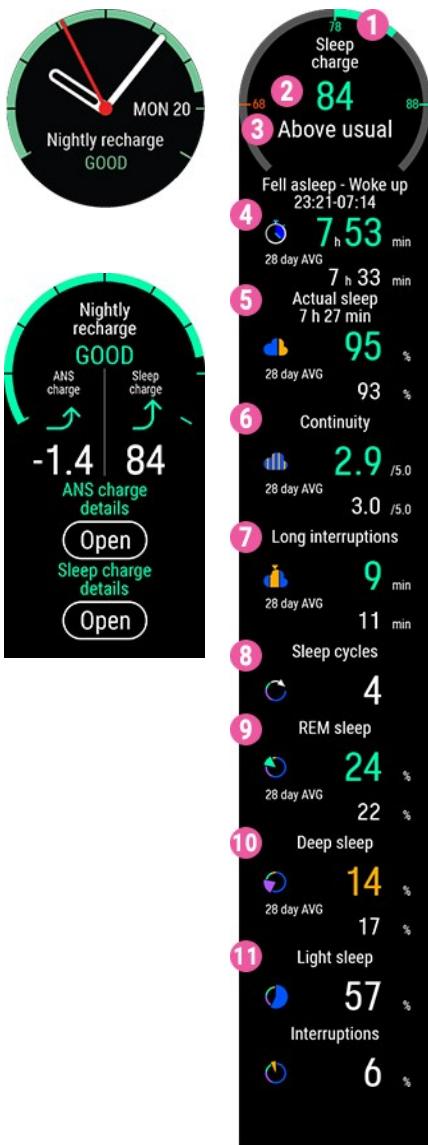 MON 20
Nightly recharge
GOOD
Nightly
recharge
GOOD
ANS
charge
Sleep
charge
-1.4
84
ANS charge
details
Open
Sleep charge
details
Open
1
78
Sleep
charge
2
84
68
88
3
Above usual
Fell asleep - Woke up
23:21-07:14
4
7 h 53 min
28 day AVG
7 h 33 min
5
Actual sleep
7 h 27 min
95 %
28 day AVG
93 %
6
Continuity
2.9 /5.0
28 day AVG
3.0 /5.0
7
Long interruptions
9 min
28 day AVG
11 min
8
Sleep cycles
4
9
REM sleep
24 %
28 day AVG
22 %
10
Deep sleep
14 %
28 day AVG
17 %
11
Light sleep
57 %
Interruptions
6 %